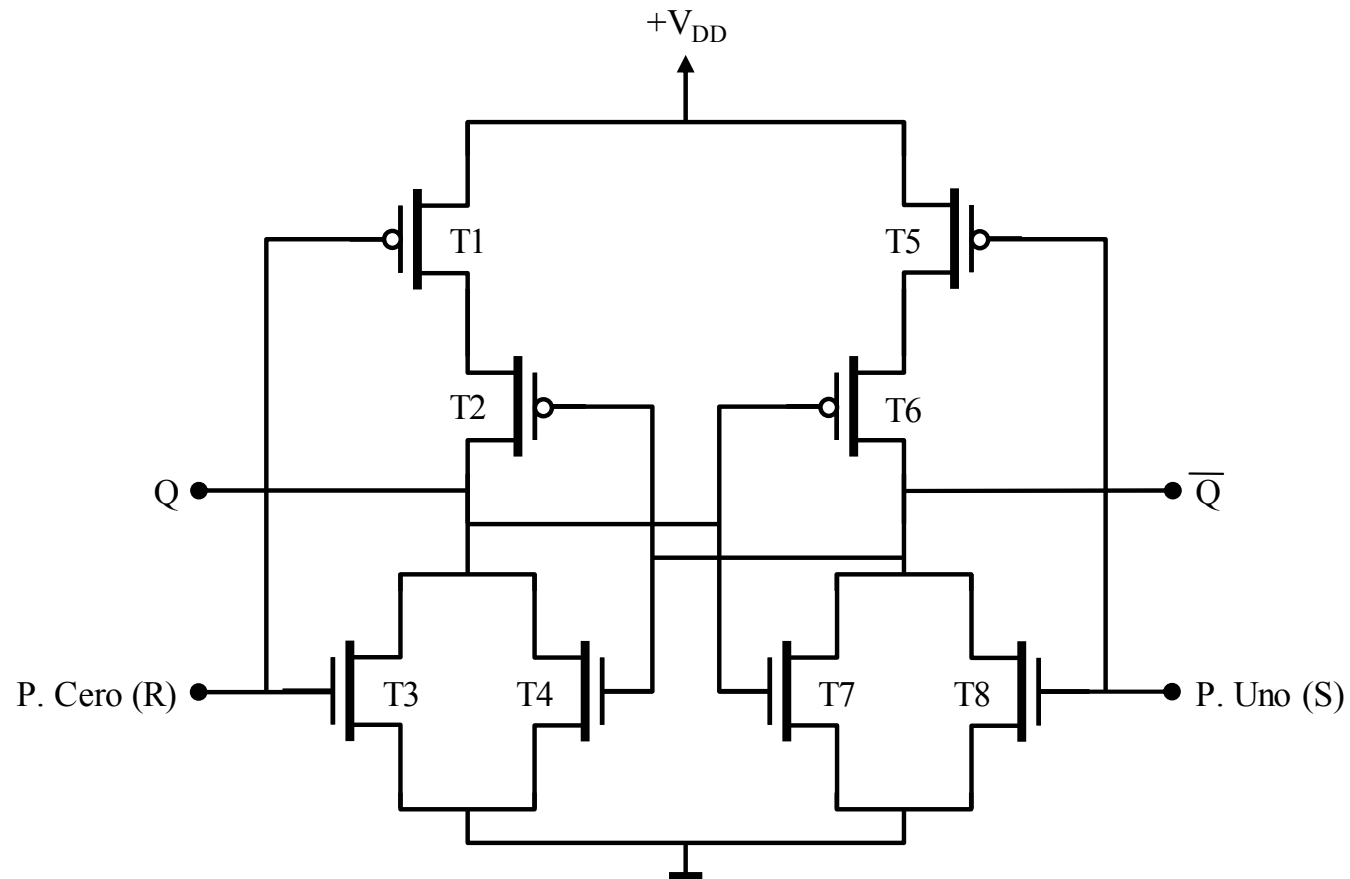 +V_DD
T1
T5
T2
T6
Q
Q̅
P. Cero (R)
T3
T4
T7
T8
P. Uno (S)